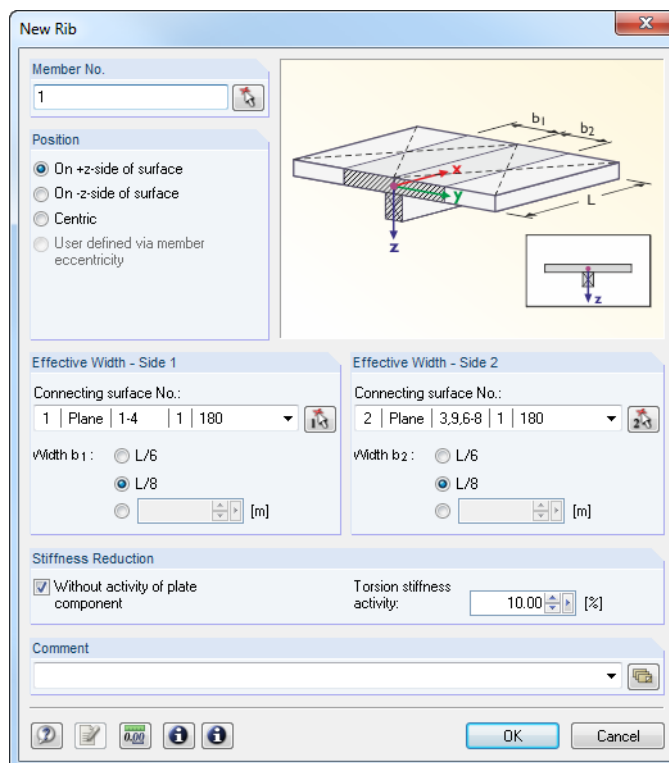 New Rib
Member No.
1
Position
On +z-side of surface
On -z-side of surface
Centric
User defined via member
eccentricity
b1
b2
x
y
L
z
z
Effective Width - Side 1
Connecting surface No.:
1 | Plane | 1-4 | 1 | 180
1
Width b1 :
L/6
L/8
[m]
Effective Width - Side 2
Connecting surface No.:
2 | Plane | 3,9,6-8 | 1 | 180
2
Width b2 :
L/6
L/8
[m]
Stiffness Reduction
Without activity of plate
component
Torsion stiffness
activity:
10.00
[%]
Comment
0.00
OK
Cancel